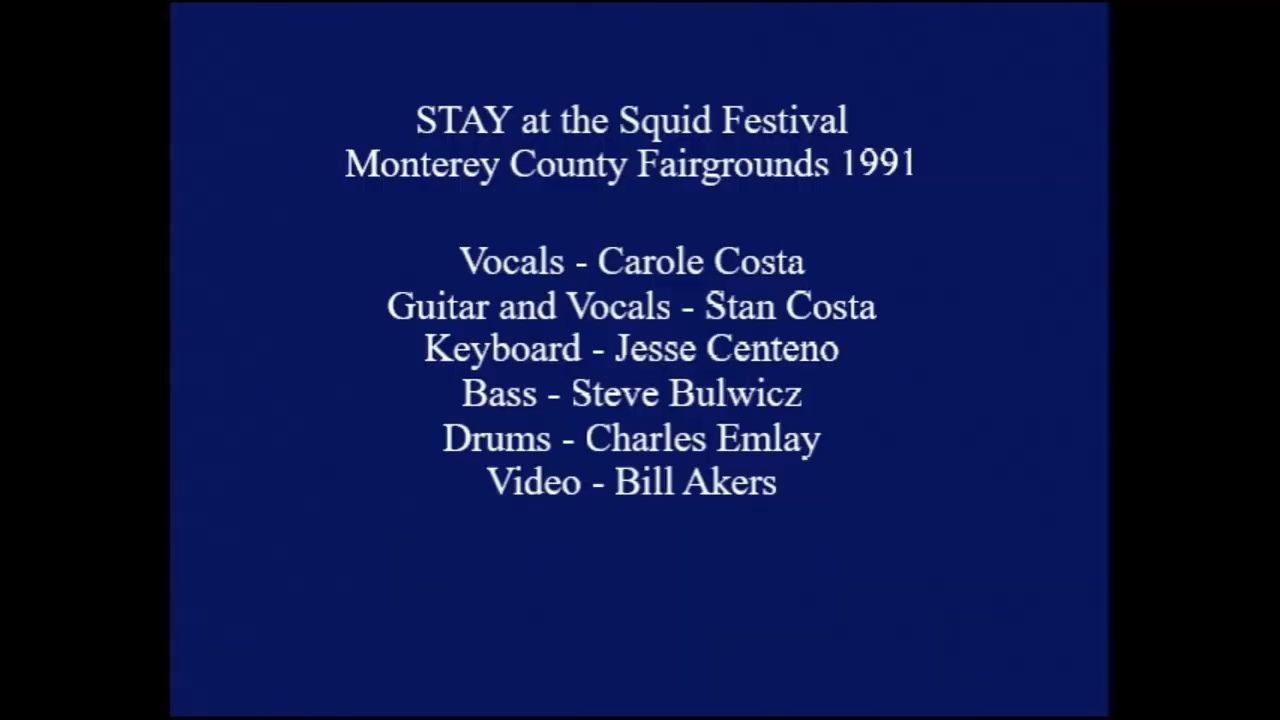 STAY at the Squid Festival
Monterey County Fairgrounds 1991
Vocals - Carole Costa
Guitar and Vocals - Stan Costa
Keyboard - Jesse Centeno
Bass - Steve Bulwicz
Drums - Charles Emlay
Video - Bill Akers